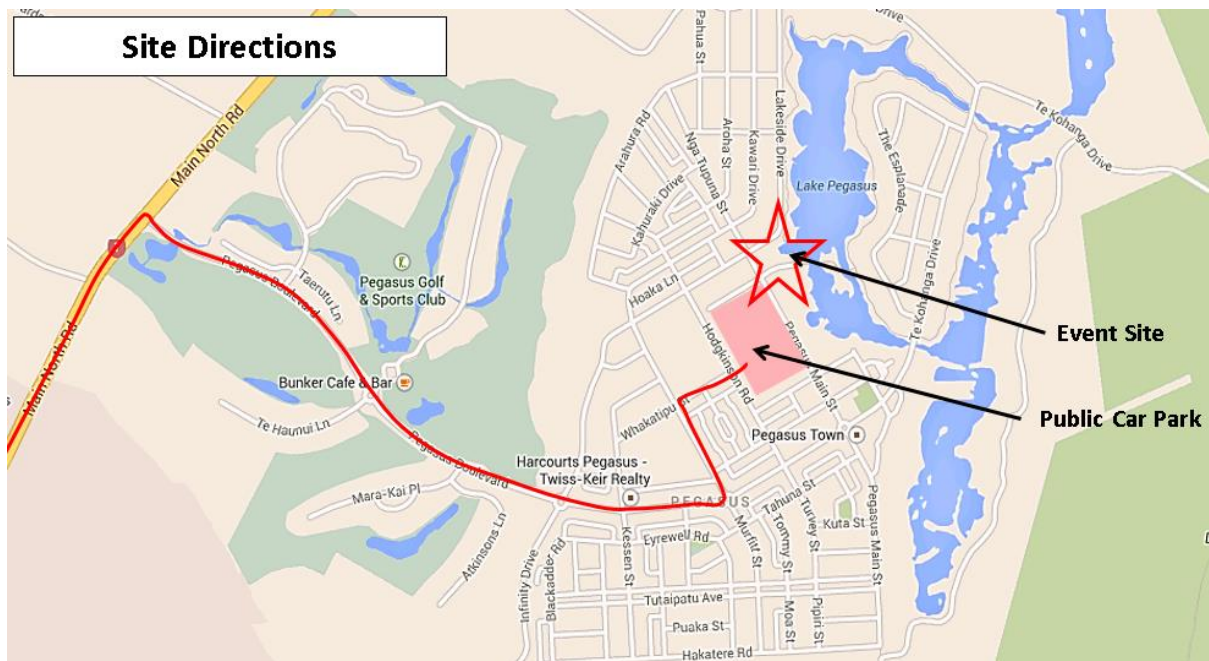 Site Directions
Main North Rd
Main North Rd
Pegasus Boulevard
Taerutu Ln
Pegasus Golf
& Sports Club
Bunker Cafe & Bar
Te Haunui Ln
Pegasus Boulevard
Mara-Kai Pl
Atkinsons Ln
Harcourts Pegasus -
Twiss-Keir Realty
PEGASUS
Infinity Drive
Blackadder Rd
Kessen St
Eyrewell Rd
Murfitt St
Tommy St
Tahuna St
Turvey St
Kuta St
Tutaipatu Ave
Puaka St
Moa St
Pipiri St
Hakatere Rd
Pegasus Main St
Pegasus Town
Whakatipu St
Hodgkinson Rd
Pegasus Main St
Hoaka Ln
Kahuraki Drive
Arahura Rd
Nga Tupuna St
Pahua St
Aroha St
Kawari Drive
Lakeside Drive
Lake Pegasus
The Esplanade
Te Kohanga Drive
Te Kohanga Drive
Event Site
Public Car Park